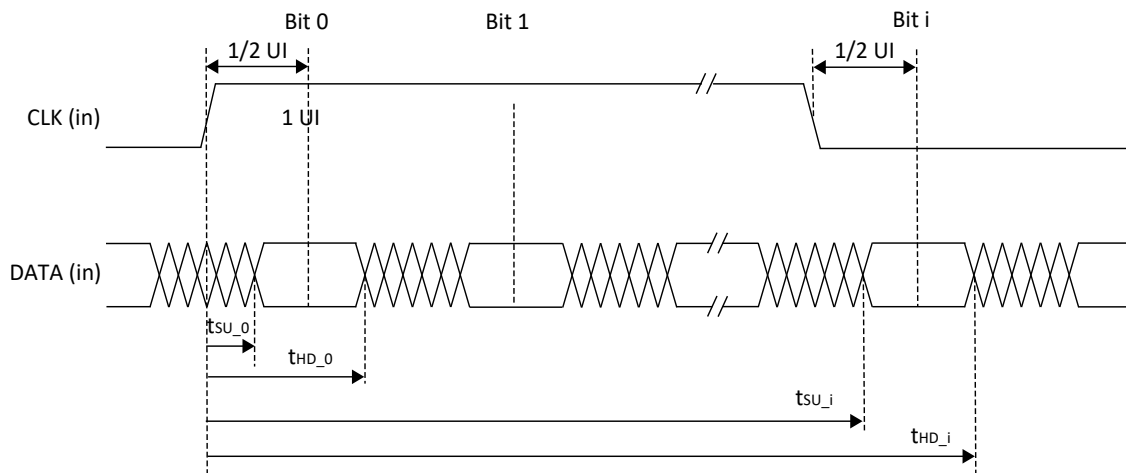 Bit 0 Bit 1 Bit i
1/2 UI 1/2 UI
CLK (in) 1 UI
DATA (in)
tSU_0
tHD_0
tSU_i
tHD_i